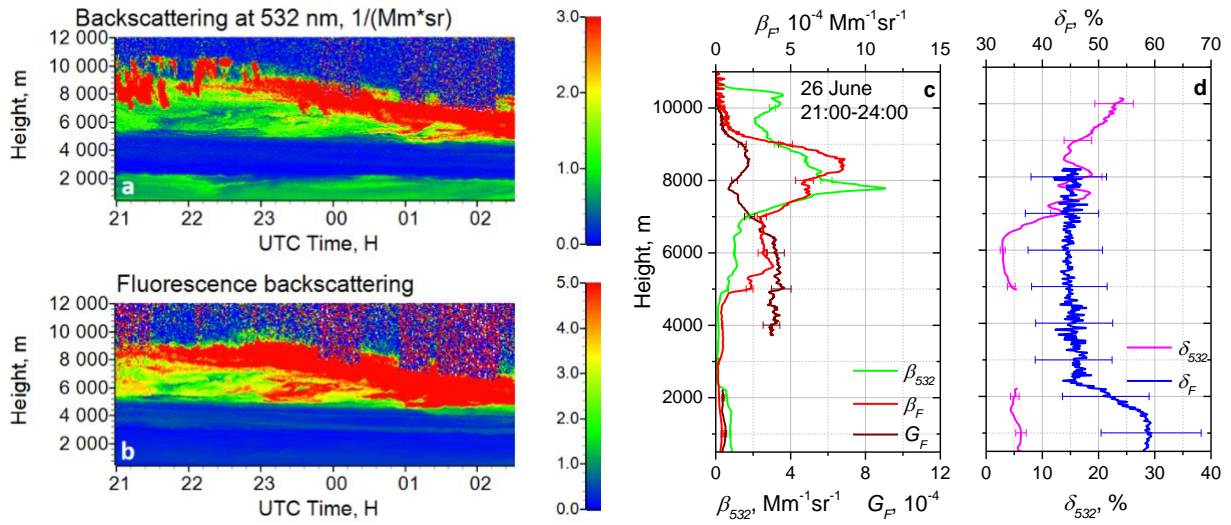 Backscattering at 532 nm, 1/(Mm*sr)
12 000
10 000
8 000
6 000
4 000
2 000
Height, m
a
21 22 23 00 01 02
UTC Time, H
3.0
2.0
1.0
0.0
Fluorescence backscattering
12 000
10 000
8 000
6 000
4 000
2 000
Height, m
b
21 22 23 00 01 02
UTC Time, H
5.0
4.0
3.0
2.0
1.0
0.0
β_F, 10⁻⁴ Mm⁻¹sr⁻¹
0 5 10 15
26 June
21:00-24:00
c
10000
8000
6000
4000
2000
Height, m
β₅₃₂
β_F
G_F
0 4 8 12
β₅₃₂, Mm⁻¹sr⁻¹ G_F, 10⁻⁴
δ_F, %
30 40 50 60 70
d
δ₅₃₂
δ_F
0 10 20 30 40
δ₅₃₂, %